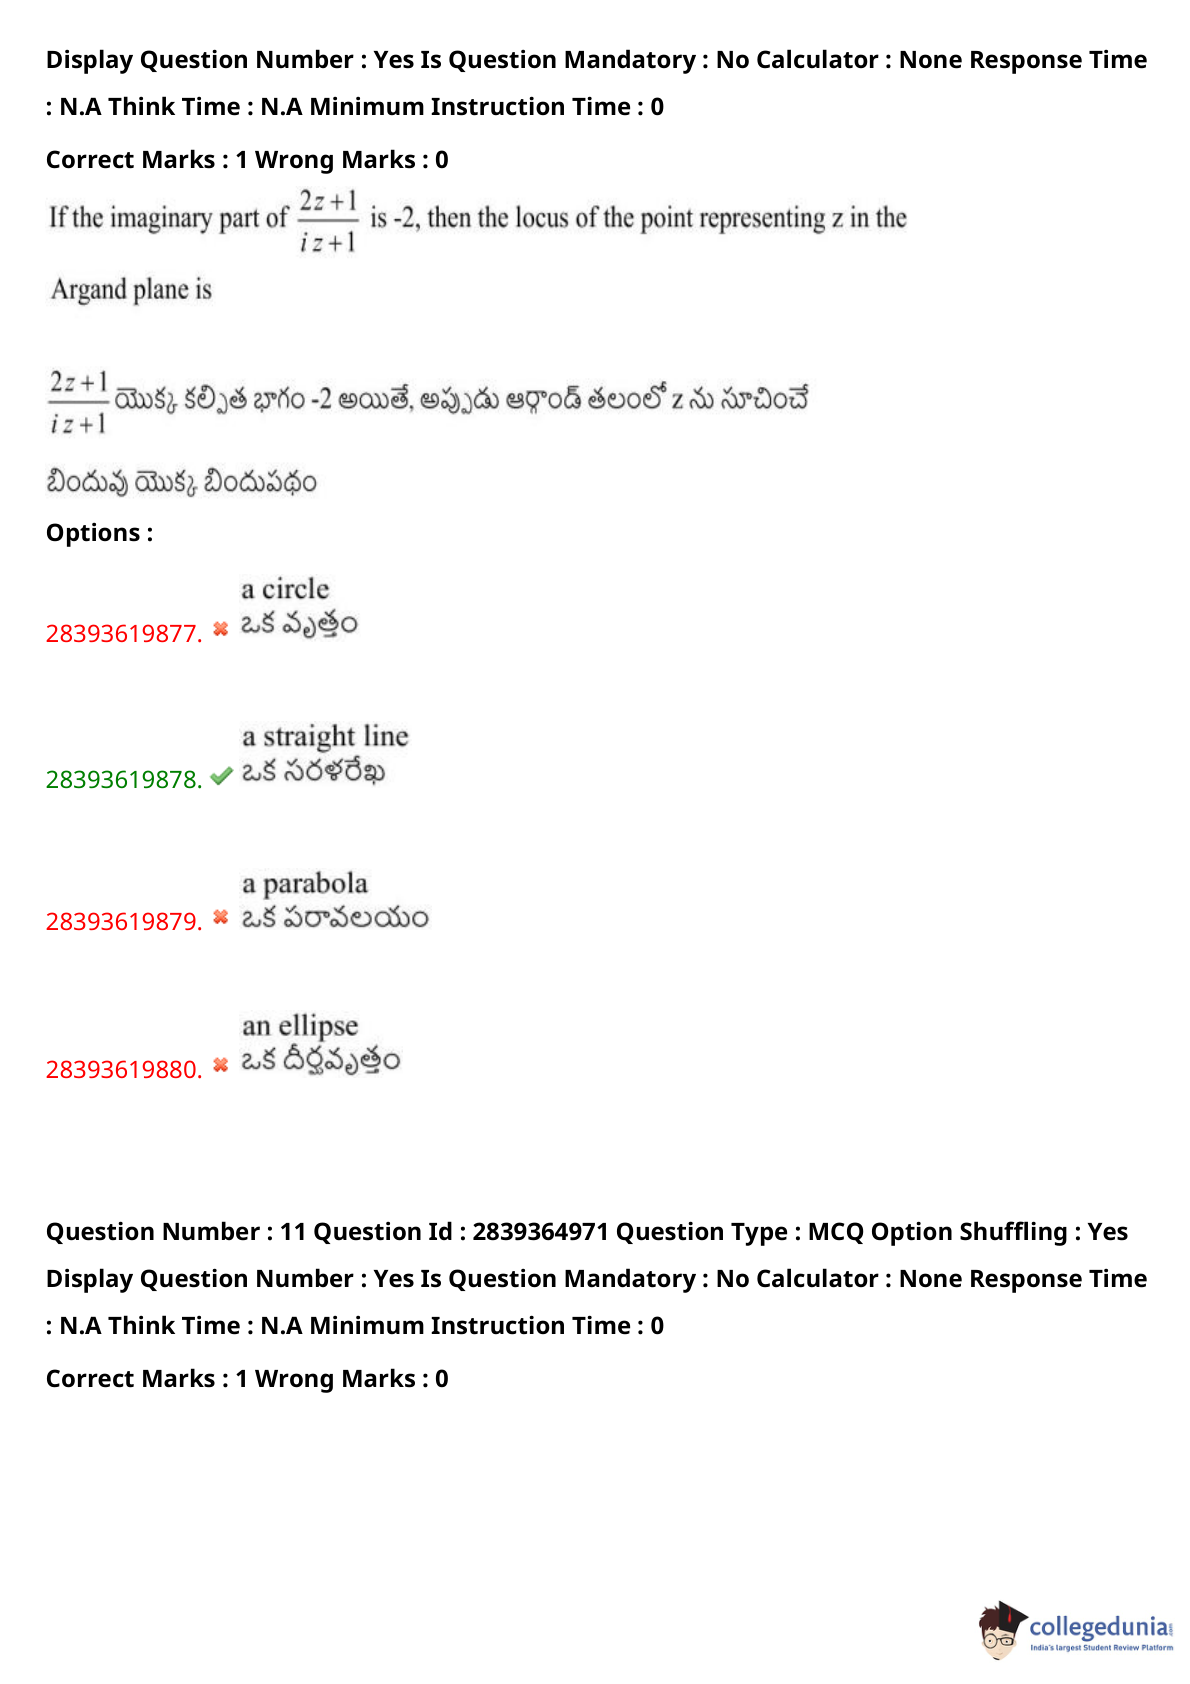 Display Question Number : Yes Is Question Mandatory : No Calculator : None Response Time
: N.A Think Time : N.A Minimum Instruction Time : 0
Correct Marks : 1 Wrong Marks : 0
If the imaginary part of (2z+1)/(iz+1) is -2, then the locus of the point representing z in the
Argand plane is
(2z+1)/(iz+1) యొక్క కల్పిత భాగం -2 అయితే, అప్పుడు ఆర్గాండ్ తలంలో z ను సూచించే
బిందువు యొక్క బిందుపథం
Options :
a circle
28393619877. ✖ ఒక వృత్తం
a straight line
28393619878. ✔ ఒక సరళరేఖ
a parabola
28393619879. ✖ ఒక పరావలయం
an ellipse
28393619880. ✖ ఒక దీర్ఘవృత్తం
Question Number : 11 Question Id : 2839364971 Question Type : MCQ Option Shuffling : Yes
Display Question Number : Yes Is Question Mandatory : No Calculator : None Response Time
: N.A Think Time : N.A Minimum Instruction Time : 0
Correct Marks : 1 Wrong Marks : 0
collegedunia
India's largest Student Review Platform